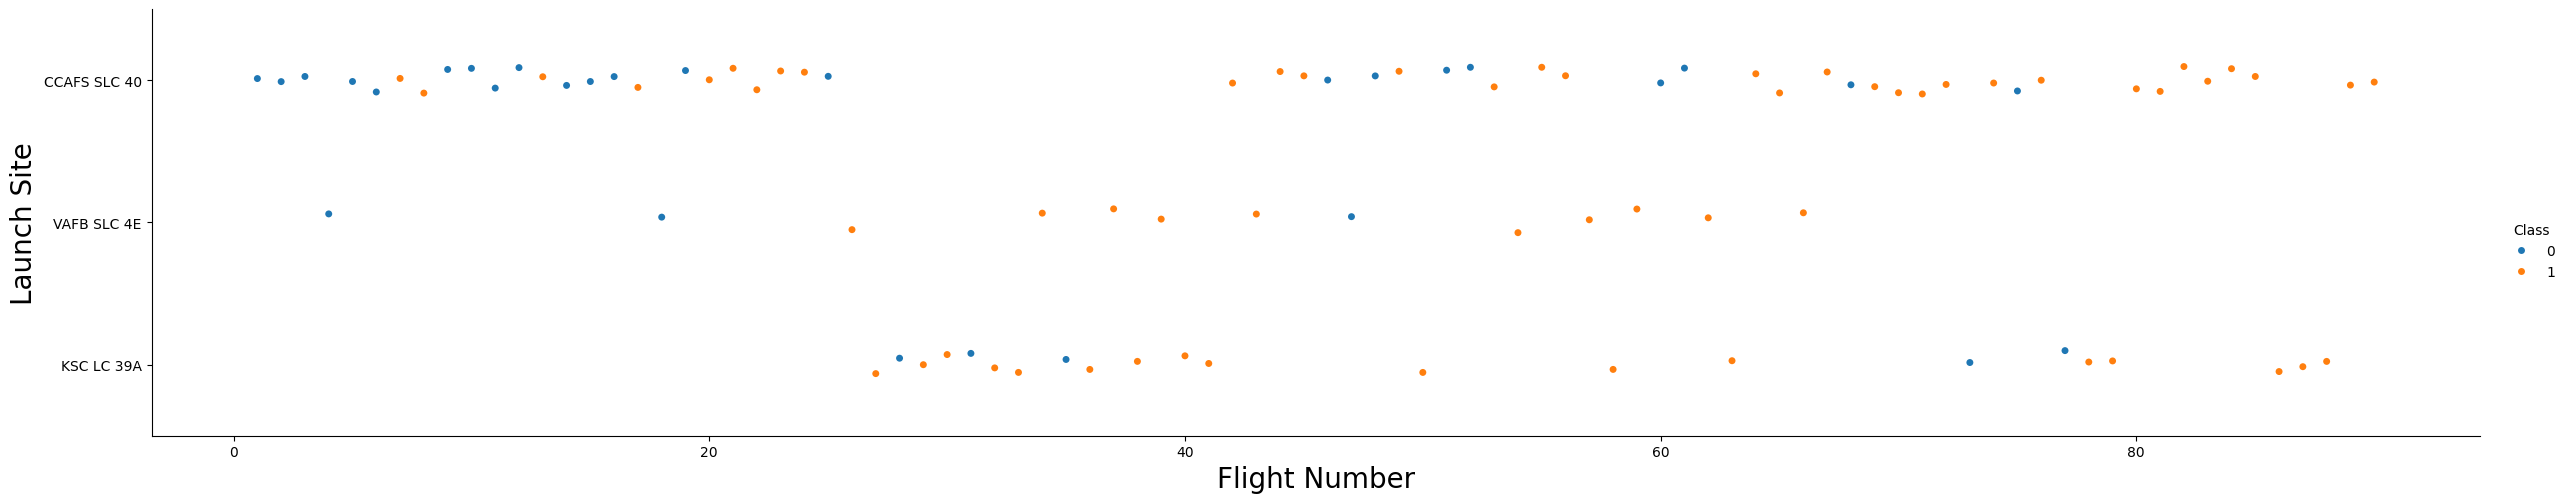 CCAFS SLC 40
VAFB SLC 4E
KSC LC 39A
Launch Site
0 20 40 60 80
Flight Number
Class
0
1